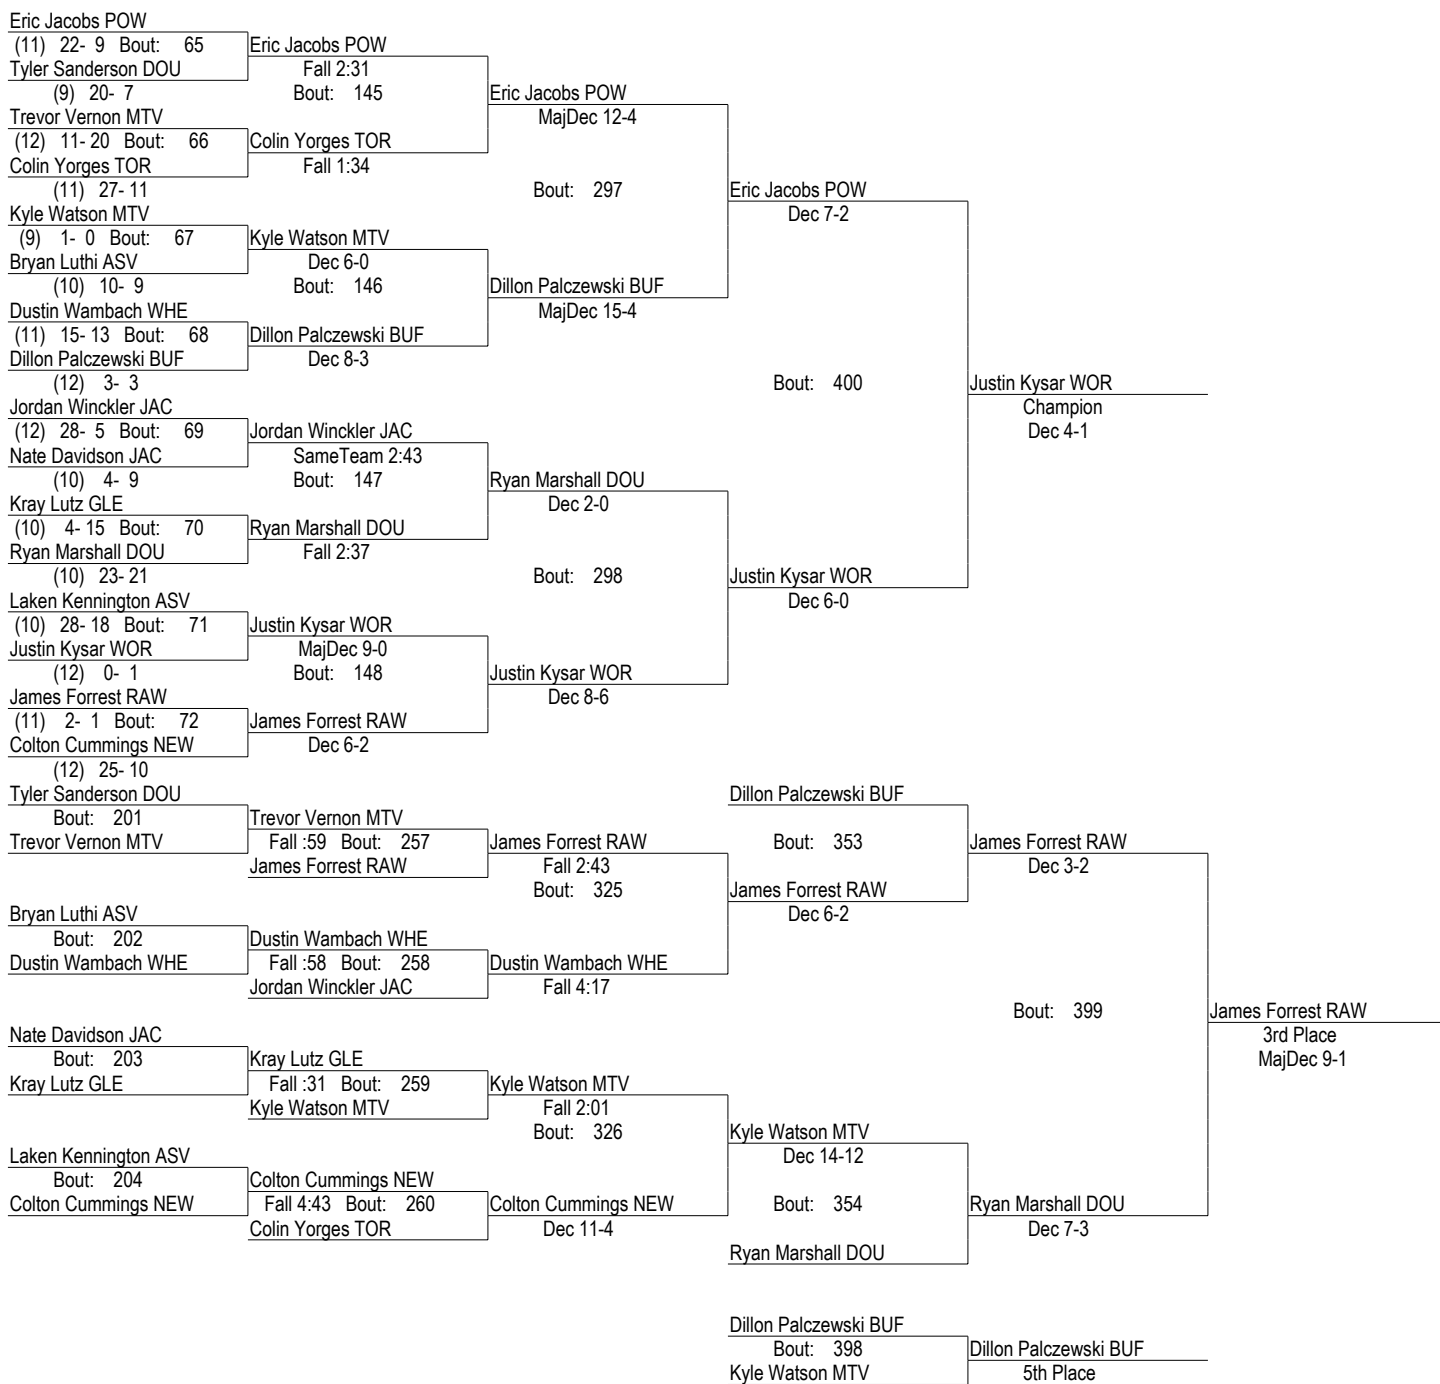 Eric Jacobs POW
(11) 22- 9 Bout: 65 Eric Jacobs POW
Tyler Sanderson DOU Fall 2:31
(9) 20- 7 Bout: 145 Eric Jacobs POW
Trevor Vernon MTV MajDec 12-4
(12) 11- 20 Bout: 66 Colin Yorges TOR
Colin Yorges TOR Fall 1:34
(11) 27- 11 Bout: 297 Eric Jacobs POW
Kyle Watson MTV Dec 7-2
(9) 1- 0 Bout: 67 Kyle Watson MTV
Bryan Luthi ASV Dec 6-0
(10) 10- 9 Bout: 146 Dillon Palczewski BUF
Dustin Wambach WHE MajDec 15-4
(11) 15- 13 Bout: 68 Dillon Palczewski BUF
Dillon Palczewski BUF Dec 8-3
(12) 3- 3 Bout: 400 Justin Kysar WOR
Jordan Winckler JAC Champion
(12) 28- 5 Bout: 69 Jordan Winckler JAC Dec 4-1
Nate Davidson JAC SameTeam 2:43
(10) 4- 9 Bout: 147 Ryan Marshall DOU
Kray Lutz GLE Dec 2-0
(10) 4- 15 Bout: 70 Ryan Marshall DOU
Ryan Marshall DOU Fall 2:37
(10) 23- 21 Bout: 298 Justin Kysar WOR
Laken Kennington ASV Dec 6-0
(10) 28- 18 Bout: 71 Justin Kysar WOR
Justin Kysar WOR MajDec 9-0
(12) 0- 1 Bout: 148 Justin Kysar WOR
James Forrest RAW Dec 8-6
(11) 2- 1 Bout: 72 James Forrest RAW
Colton Cummings NEW Dec 6-2
(12) 25- 10
Tyler Sanderson DOU Dillon Palczewski BUF
Bout: 201 Trevor Vernon MTV
Trevor Vernon MTV Fall :59 Bout: 257 James Forrest RAW Bout: 353 James Forrest RAW
James Forrest RAW Fall 2:43 Dec 3-2
Bout: 325 James Forrest RAW
Bryan Luthi ASV Dec 6-2
Bout: 202 Dustin Wambach WHE
Dustin Wambach WHE Fall :58 Bout: 258 Dustin Wambach WHE
Jordan Winckler JAC Fall 4:17
Bout: 399 James Forrest RAW
Nate Davidson JAC 3rd Place
Bout: 203 Kray Lutz GLE MajDec 9-1
Kray Lutz GLE Fall :31 Bout: 259 Kyle Watson MTV
Kyle Watson MTV Fall 2:01
Bout: 326 Kyle Watson MTV
Laken Kennington ASV Dec 14-12
Bout: 204 Colton Cummings NEW
Colton Cummings NEW Fall 4:43 Bout: 260 Colton Cummings NEW Bout: 354 Ryan Marshall DOU
Colin Yorges TOR Dec 11-4 Dec 7-3
Ryan Marshall DOU
Dillon Palczewski BUF
Bout: 398 Dillon Palczewski BUF
Kyle Watson MTV 5th Place